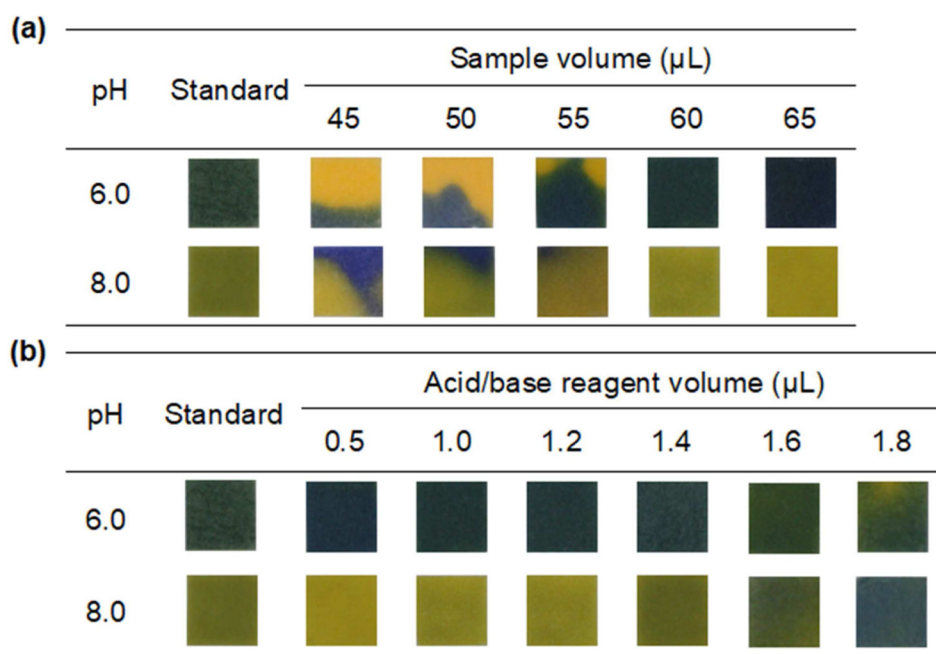 (a)
Sample volume (µL)
pH Standard
45 50 55 60 65
6.0
8.0
(b)
Acid/base reagent volume (µL)
pH Standard
0.5 1.0 1.2 1.4 1.6 1.8
6.0
8.0